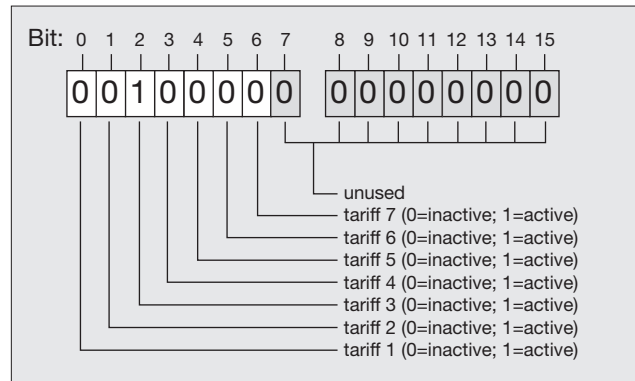 Bit: 0 1 2 3 4 5 6 7 8 9 10 11 12 13 14 15
0 0 1 0 0 0 0 0 0 0 0 0 0 0 0 0
unused
tariff 7 (0=inactive; 1=active)
tariff 6 (0=inactive; 1=active)
tariff 5 (0=inactive; 1=active)
tariff 4 (0=inactive; 1=active)
tariff 3 (0=inactive; 1=active)
tariff 2 (0=inactive; 1=active)
tariff 1 (0=inactive; 1=active)